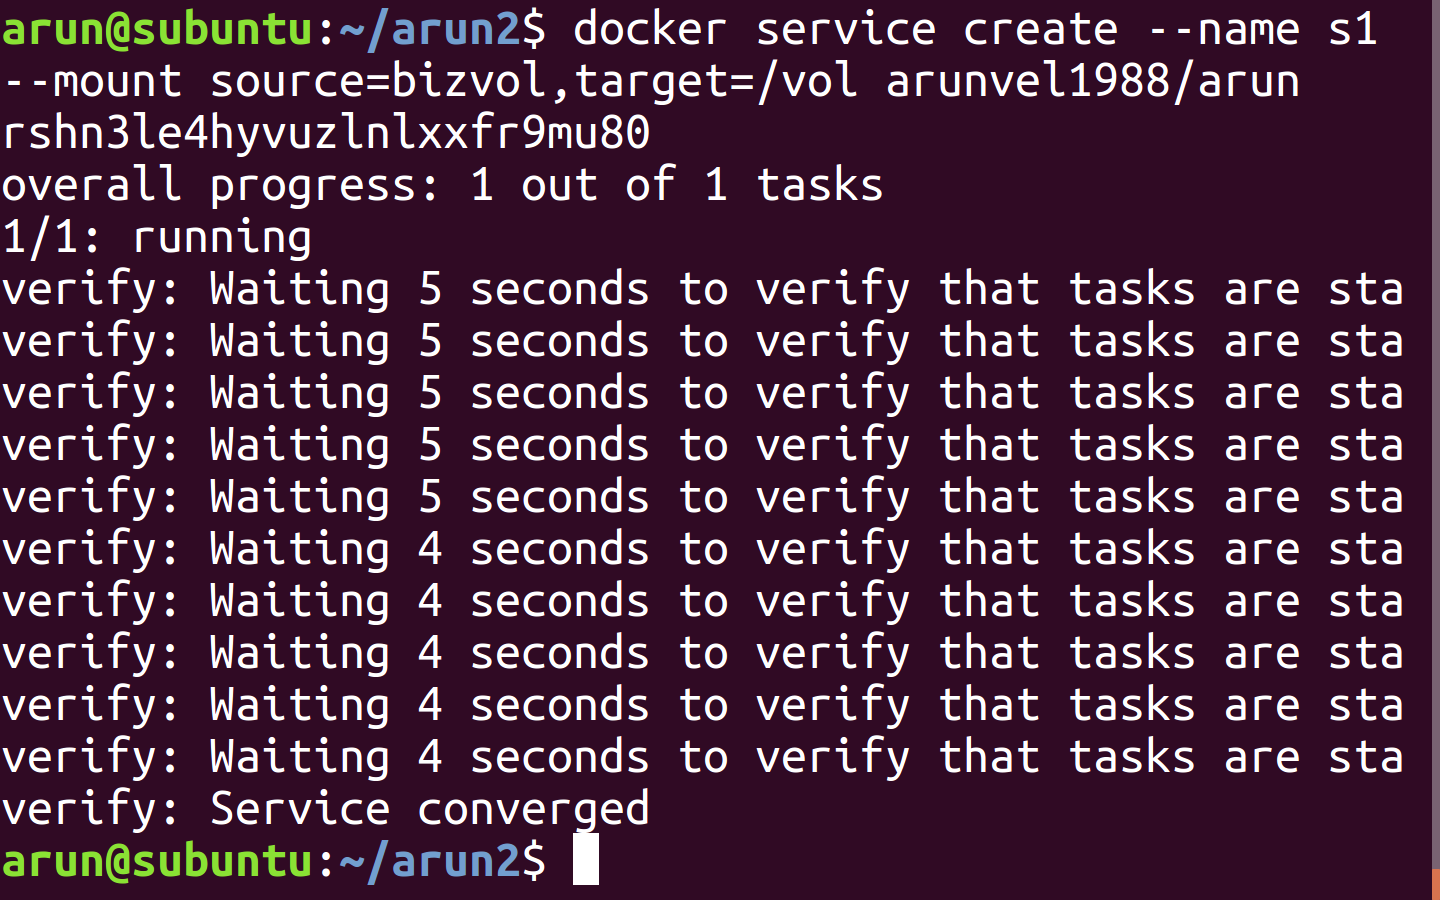 arun@subuntu:~/arun2$ docker service create --name s1
--mount source=bizvol,target=/vol arunvel1988/arun
rshn3le4hyvuzlnlxxfr9mu80
overall progress: 1 out of 1 tasks
1/1: running
verify: Waiting 5 seconds to verify that tasks are sta
verify: Waiting 5 seconds to verify that tasks are sta
verify: Waiting 5 seconds to verify that tasks are sta
verify: Waiting 5 seconds to verify that tasks are sta
verify: Waiting 5 seconds to verify that tasks are sta
verify: Waiting 4 seconds to verify that tasks are sta
verify: Waiting 4 seconds to verify that tasks are sta
verify: Waiting 4 seconds to verify that tasks are sta
verify: Waiting 4 seconds to verify that tasks are sta
verify: Waiting 4 seconds to verify that tasks are sta
verify: Service converged
arun@subuntu:~/arun2$